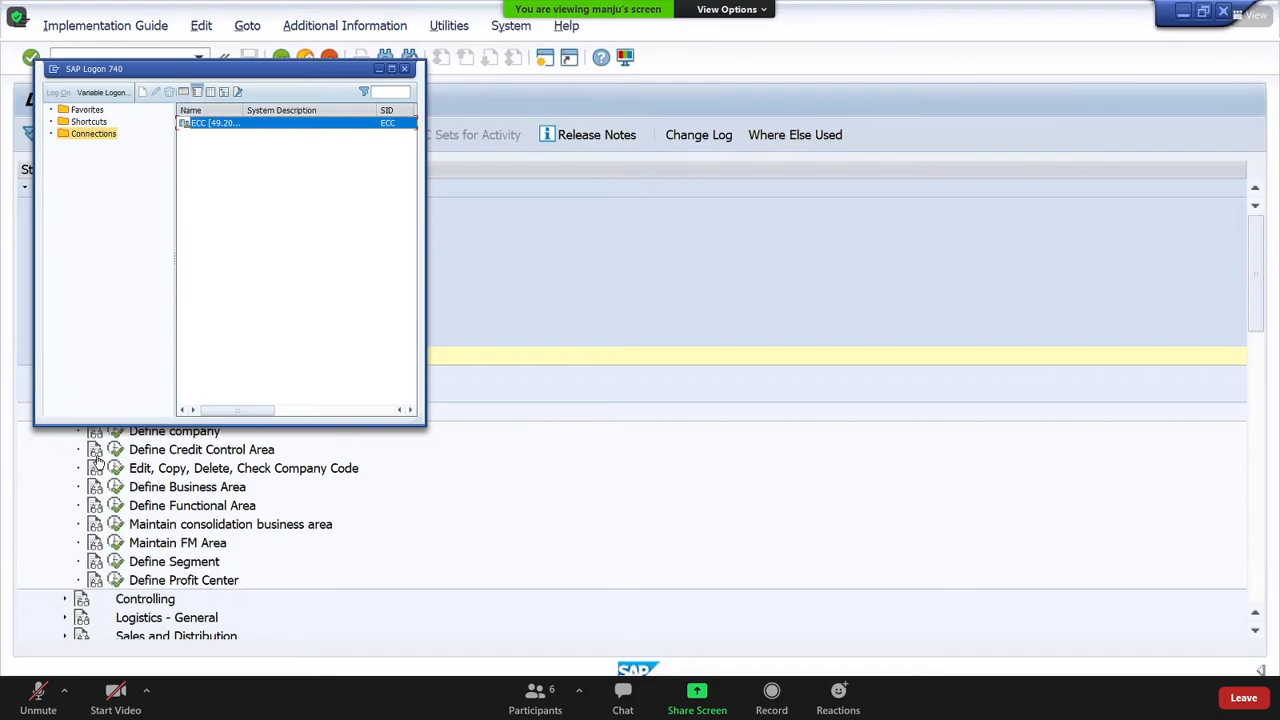 You are viewing manju's screen
View Options
View
Implementation Guide
Edit
Goto
Additional Information
Utilities
System
Help
SAP Logon 740
Log On
Variable Logon...
Favorites
Shortcuts
Connections
Name
System Description
SID
ECC [49.20...
ECC
C Sets for Activity
Release Notes
Change Log
Where Else Used
St
Define company
Define Credit Control Area
Edit, Copy, Delete, Check Company Code
Define Business Area
Define Functional Area
Maintain consolidation business area
Maintain FM Area
Define Segment
Define Profit Center
Controlling
Logistics - General
Sales and Distribution
SAP
Unmute
Start Video
6
Participants
Chat
Share Screen
Record
Reactions
Leave